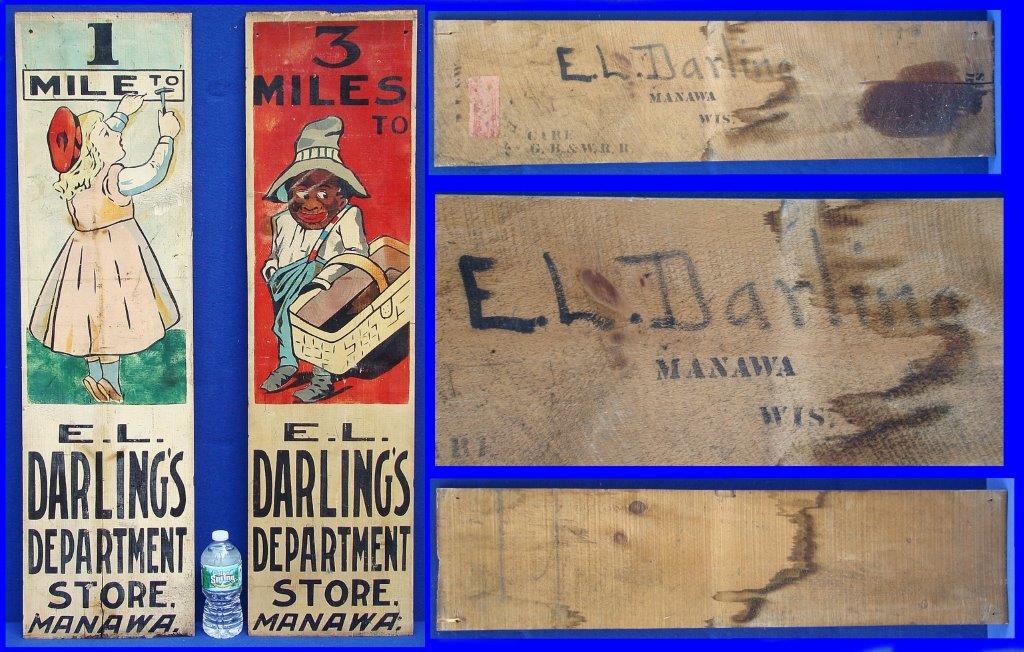 1
MILE TO
E.L.
DARLING'S
DEPARTMENT
STORE.
MANAWA.
3
MILES
TO
E.L.
DARLING'S
DEPARTMENT
STORE.
MANAWA.
Spring
E.L. Darling
MANAWA
WIS.
CARE
G.B.&W.R.R.
E.L. Darling
MANAWA
WIS.